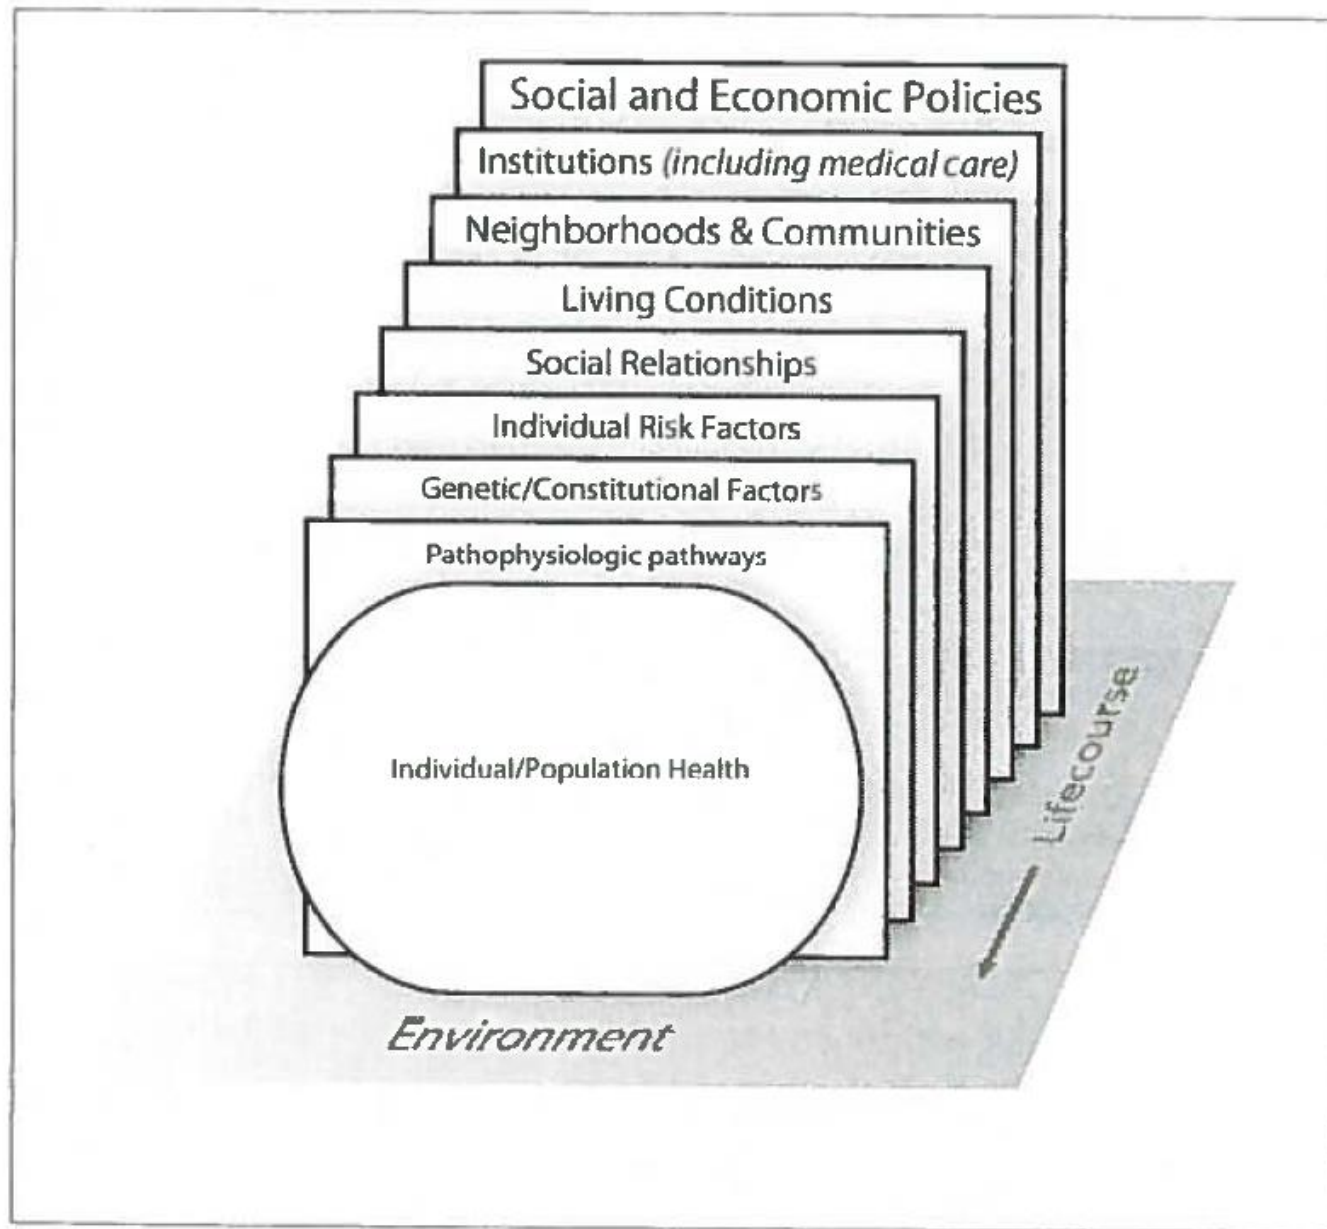 Social and Economic Policies
Institutions (including medical care)
Neighborhoods & Communities
Living Conditions
Social Relationships
Individual Risk Factors
Genetic/Constitutional Factors
Pathophysiologic pathways
Individual/Population Health
Lifecourse
Environment